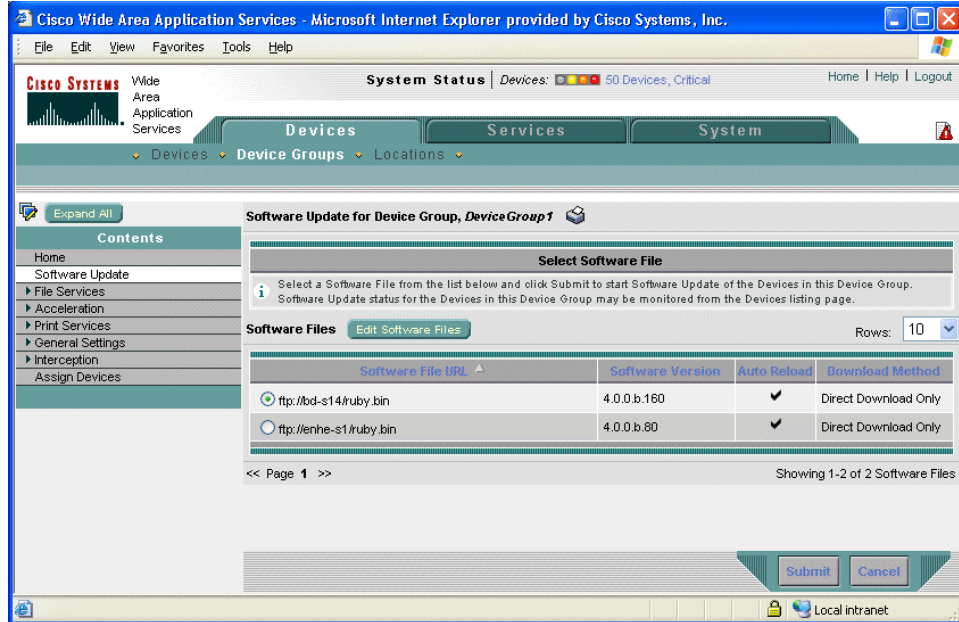 Cisco Wide Area Application Services - Microsoft Internet Explorer provided by Cisco Systems, Inc.
File Edit View Favorites Tools Help
CISCO SYSTEMS
Wide
Area
Application
Services
System Status | Devices: 50 Devices, Critical
Home | Help | Logout
Devices Services System
Devices Device Groups Locations
Expand All
Contents
Home
Software Update
File Services
Acceleration
Print Services
General Settings
Interception
Assign Devices
Software Update for Device Group, DeviceGroup1
Select Software File
Select a Software File from the list below and click Submit to start Software Update of the Devices in this Device Group.
Software Update status for the Devices in this Device Group may be monitored from the Devices listing page.
Software Files Edit Software Files Rows: 10
Software File URL Software Version Auto Reload Download Method
ftp://bd-s14/ruby.bin 4.0.0.b.160 Direct Download Only
ftp://enhe-s1/ruby.bin 4.0.0.b.80 Direct Download Only
<< Page 1 >> Showing 1-2 of 2 Software Files
Submit Cancel
Local intranet